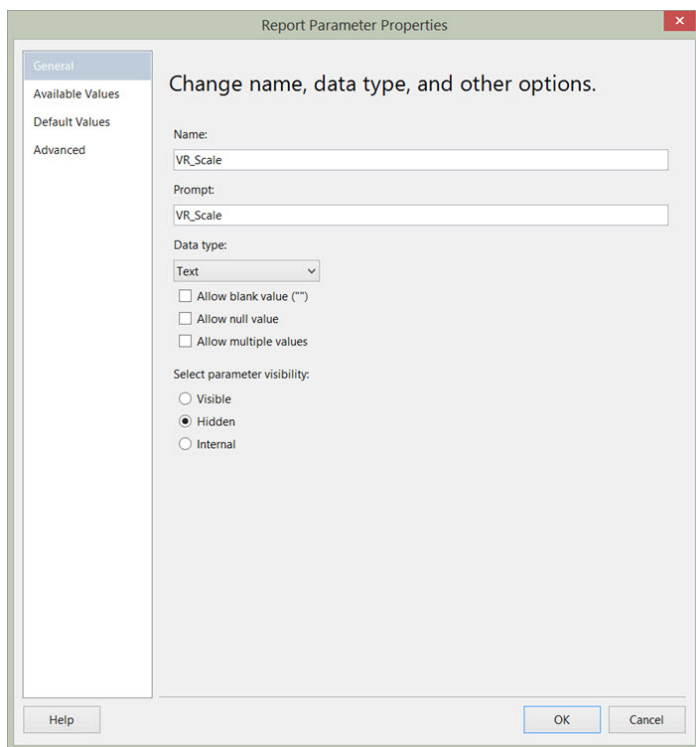 Report Parameter Properties
General
Available Values
Default Values
Advanced
Change name, data type, and other options.
Name:
VR_Scale
Prompt:
VR_Scale
Data type:
Text
Allow blank value ("")
Allow null value
Allow multiple values
Select parameter visibility:
Visible
Hidden
Internal
Help
OK
Cancel